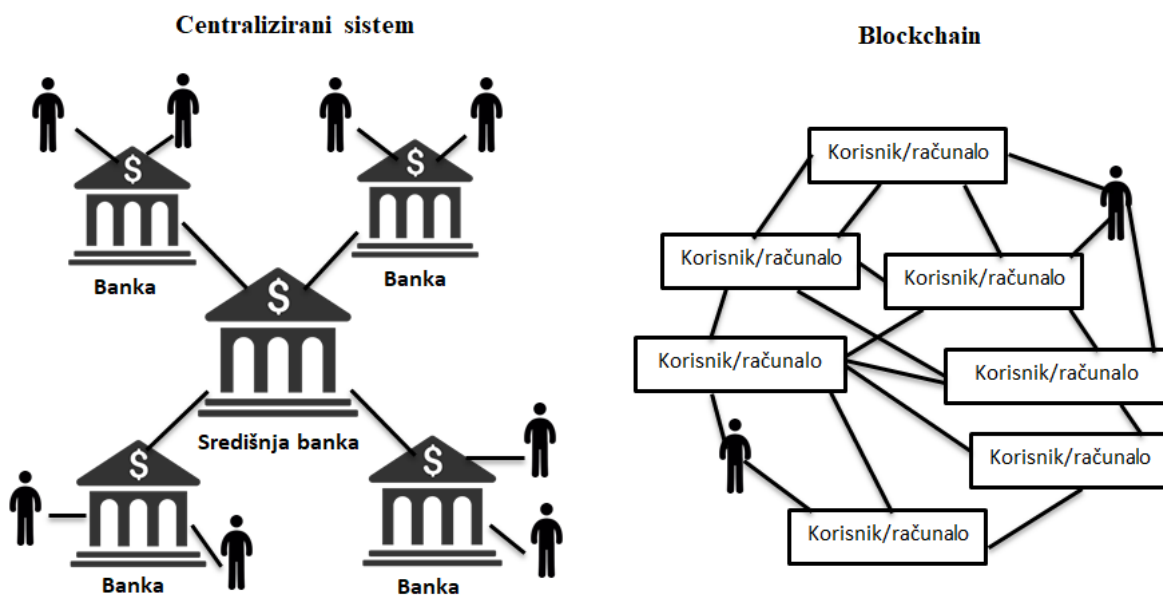 Centralizirani sistem
$
$
Banka
Banka
$
Središnja banka
$
$
Banka
Banka
Blockchain
Korisnik/računalo
Korisnik/računalo
Korisnik/računalo
Korisnik/računalo
Korisnik/računalo
Korisnik/računalo
Korisnik/računalo